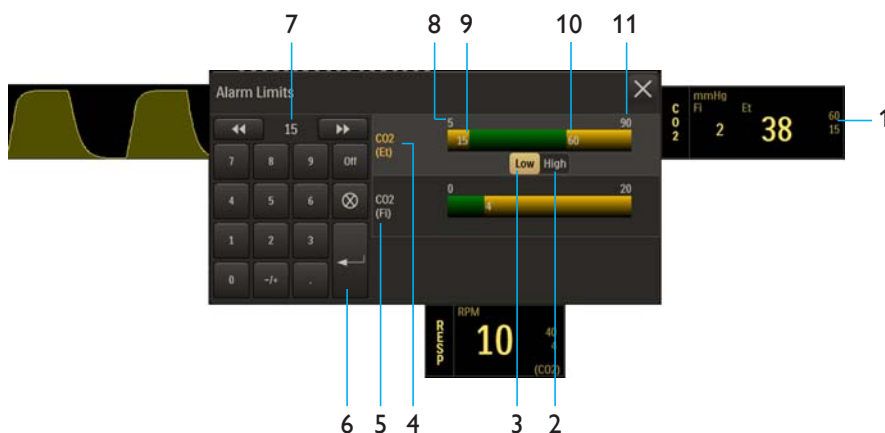 7 8 9 10 11
Alarm Limits
15
CO2
(Et)
5 90
15 60
Low High
7 8 9 Off
4 5 6
1 2 3
0 -/+ .
CO2
(Fi)
0 20
4
CO2
mmHg
Fi Et
2 38
60
15
1
RESP
RPM
10
40
4
(CO2)
6 5 4 3 2